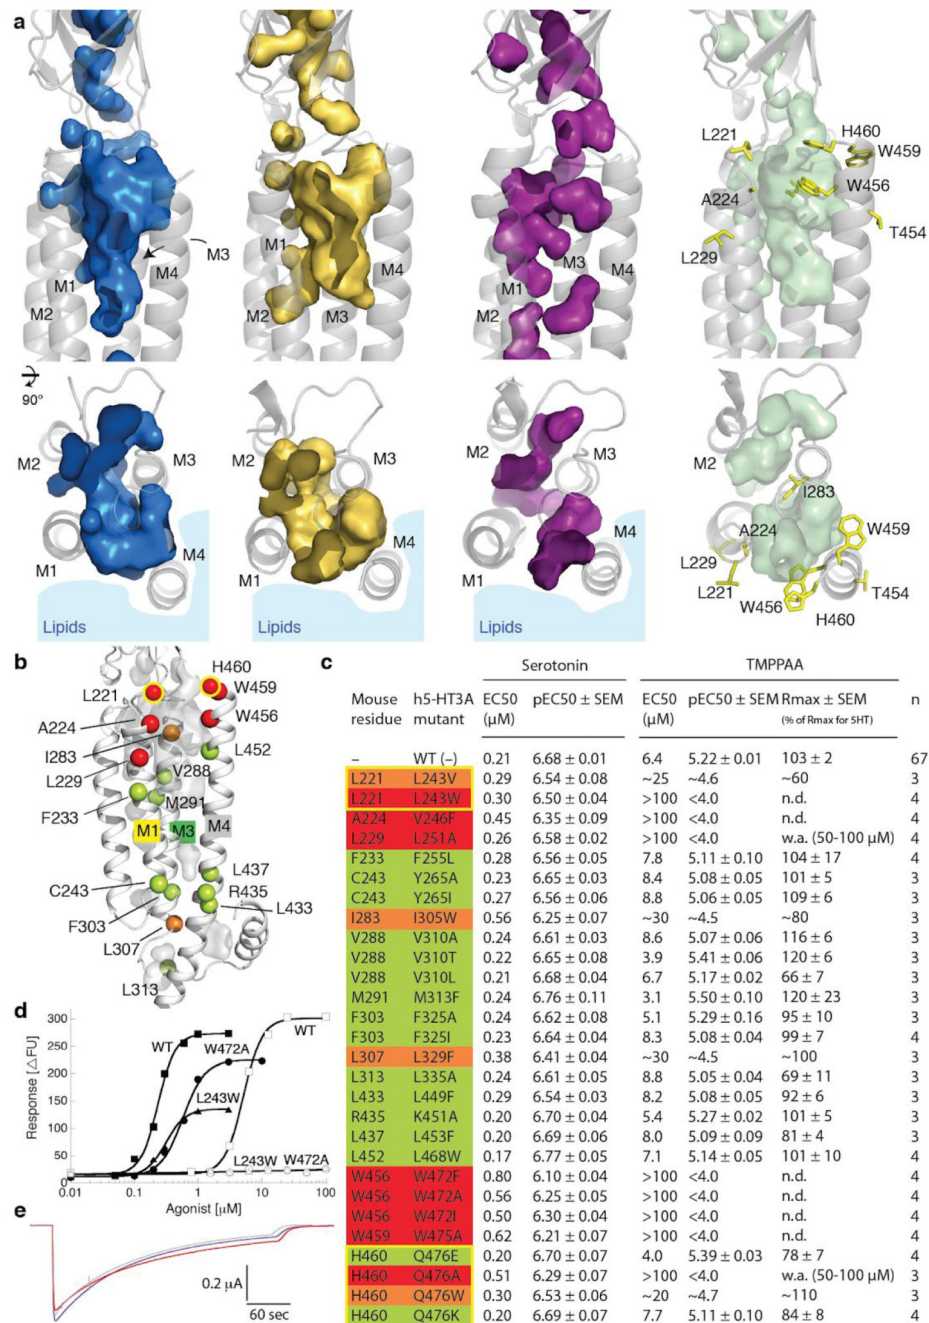 a
M1
M2
M3
M4
M1
M2
M3
M4
M1
M2
M3
M4
L221
H460
W459
A224
W456
T454
L229
90°
M2
M3
M1
M4
Lipids
M2
M3
M1
M4
Lipids
M2
M3
M1
M4
Lipids
M2
I283
W459
A224
L229
L221
T454
W456
H460
b
H460
L221
W459
A224
W456
I283
L452
L229
V288
F233
M291
M1
M3
M4
L437
C243
R435
F303
L433
L307
L313
c
Serotonin TMPPAA
Mouse residue h5-HT3A mutant EC50 (μM) pEC50 ± SEM EC50 (μM) pEC50 ± SEM Rmax ± SEM (% of Rmax for 5HT) n
– WT (–) 0.21 6.68 ± 0.01 6.4 5.22 ± 0.01 103 ± 2 67
L221 L243V 0.29 6.54 ± 0.08 ~25 ~4.6 ~60 3
L221 L243W 0.30 6.50 ± 0.04 >100 <4.0 n.d. 4
A224 V246F 0.45 6.35 ± 0.09 >100 <4.0 n.d. 4
L229 L251A 0.26 6.58 ± 0.02 >100 <4.0 w.a. (50-100 μM) 4
F233 F255L 0.28 6.56 ± 0.05 7.8 5.11 ± 0.10 104 ± 17 4
C243 Y265A 0.23 6.65 ± 0.03 8.4 5.08 ± 0.05 101 ± 5 3
C243 Y265I 0.27 6.56 ± 0.06 8.8 5.06 ± 0.05 109 ± 6 3
I283 I305W 0.56 6.25 ± 0.07 ~30 ~4.5 ~80 3
V288 V310A 0.24 6.61 ± 0.03 8.6 5.07 ± 0.06 116 ± 6 3
V288 V310T 0.22 6.65 ± 0.08 3.9 5.41 ± 0.06 120 ± 6 3
V288 V310L 0.21 6.68 ± 0.04 6.7 5.17 ± 0.02 66 ± 7 3
M291 M313F 0.24 6.76 ± 0.11 3.1 5.50 ± 0.10 120 ± 23 3
F303 F325A 0.24 6.62 ± 0.08 5.1 5.29 ± 0.16 95 ± 10 3
F303 F325I 0.23 6.64 ± 0.04 8.3 5.08 ± 0.04 99 ± 7 4
L307 L329F 0.38 6.41 ± 0.04 ~30 ~4.5 ~100 3
L313 L335A 0.24 6.61 ± 0.05 8.8 5.05 ± 0.04 69 ± 11 3
L433 L449F 0.29 6.54 ± 0.03 8.2 5.08 ± 0.05 92 ± 6 3
R435 K451A 0.20 6.70 ± 0.04 5.4 5.27 ± 0.02 101 ± 5 3
L437 L453F 0.20 6.69 ± 0.06 8.0 5.09 ± 0.09 81 ± 4 3
L452 L468W 0.17 6.77 ± 0.05 7.1 5.14 ± 0.05 101 ± 10 4
W456 W472F 0.80 6.10 ± 0.04 >100 <4.0 n.d. 4
W456 W472A 0.56 6.25 ± 0.05 >100 <4.0 n.d. 4
W456 W472I 0.50 6.30 ± 0.04 >100 <4.0 n.d. 4
W459 W475A 0.62 6.21 ± 0.07 >100 <4.0 n.d. 4
H460 Q476E 0.20 6.70 ± 0.07 4.0 5.39 ± 0.03 78 ± 7 4
H460 Q476A 0.51 6.29 ± 0.07 >100 <4.0 w.a. (50-100 μM) 3
H460 Q476W 0.30 6.53 ± 0.06 ~20 ~4.7 ~110 3
H460 Q476K 0.20 6.69 ± 0.07 7.7 5.11 ± 0.10 84 ± 8 4
d
Response [△FU]
300
200
100
50
0
WT
W472A
WT
L243W
L243W
W472A
0.01 0.1 1 10 100
Agonist [μM]
e
0.2 μA
60 sec